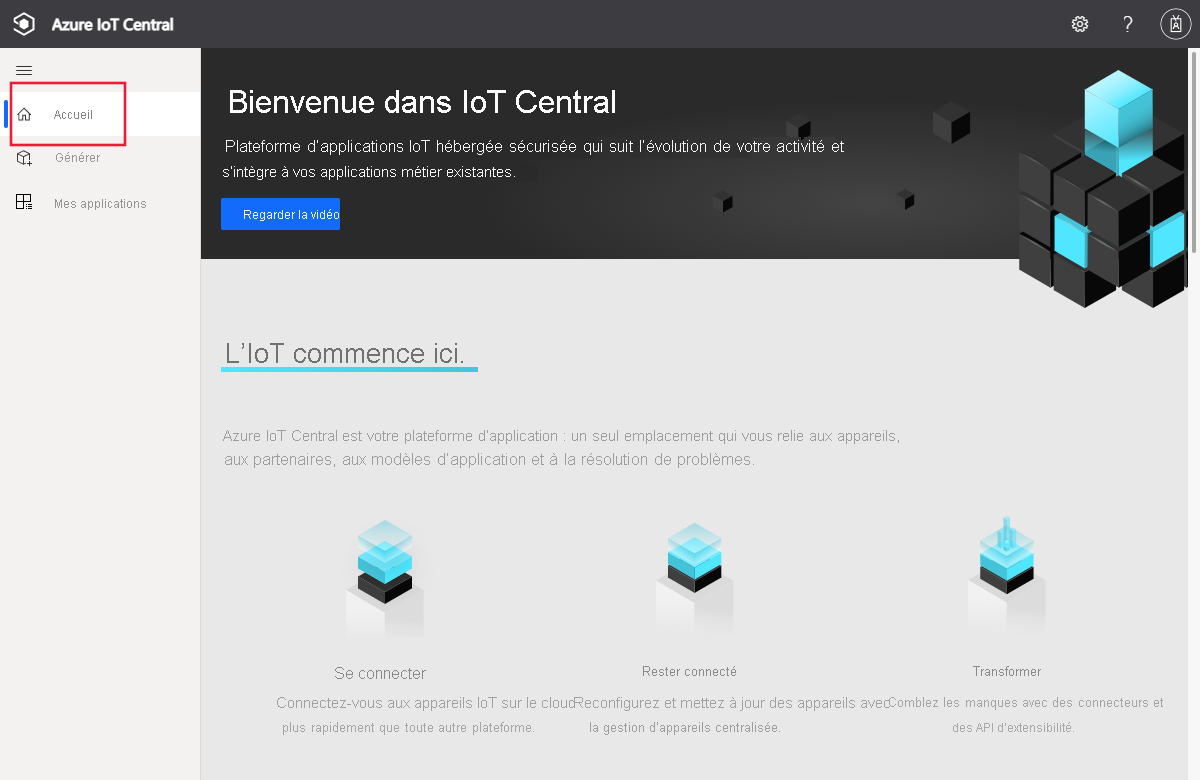 Azure IoT Central
?
Accueil
Générer
Mes applications
Bienvenue dans IoT Central
Plateforme d'applications IoT hébergée sécurisée qui suit l'évolution de votre activité et
s'intègre à vos applications métier existantes.
Regarder la vidéo
L'IoT commence ici.
Azure IoT Central est votre plateforme d'application : un seul emplacement qui vous relie aux appareils,
aux partenaires, aux modèles d'application et à la résolution de problèmes.
Se connecter
Connectez-vous aux appareils IoT sur le cloud
plus rapidement que toute autre plateforme.
Rester connecté
Reconfigurez et mettez à jour des appareils avec
la gestion d'appareils centralisée.
Transformer
Comblez les manques avec des connecteurs et
des API d'extensibilité.